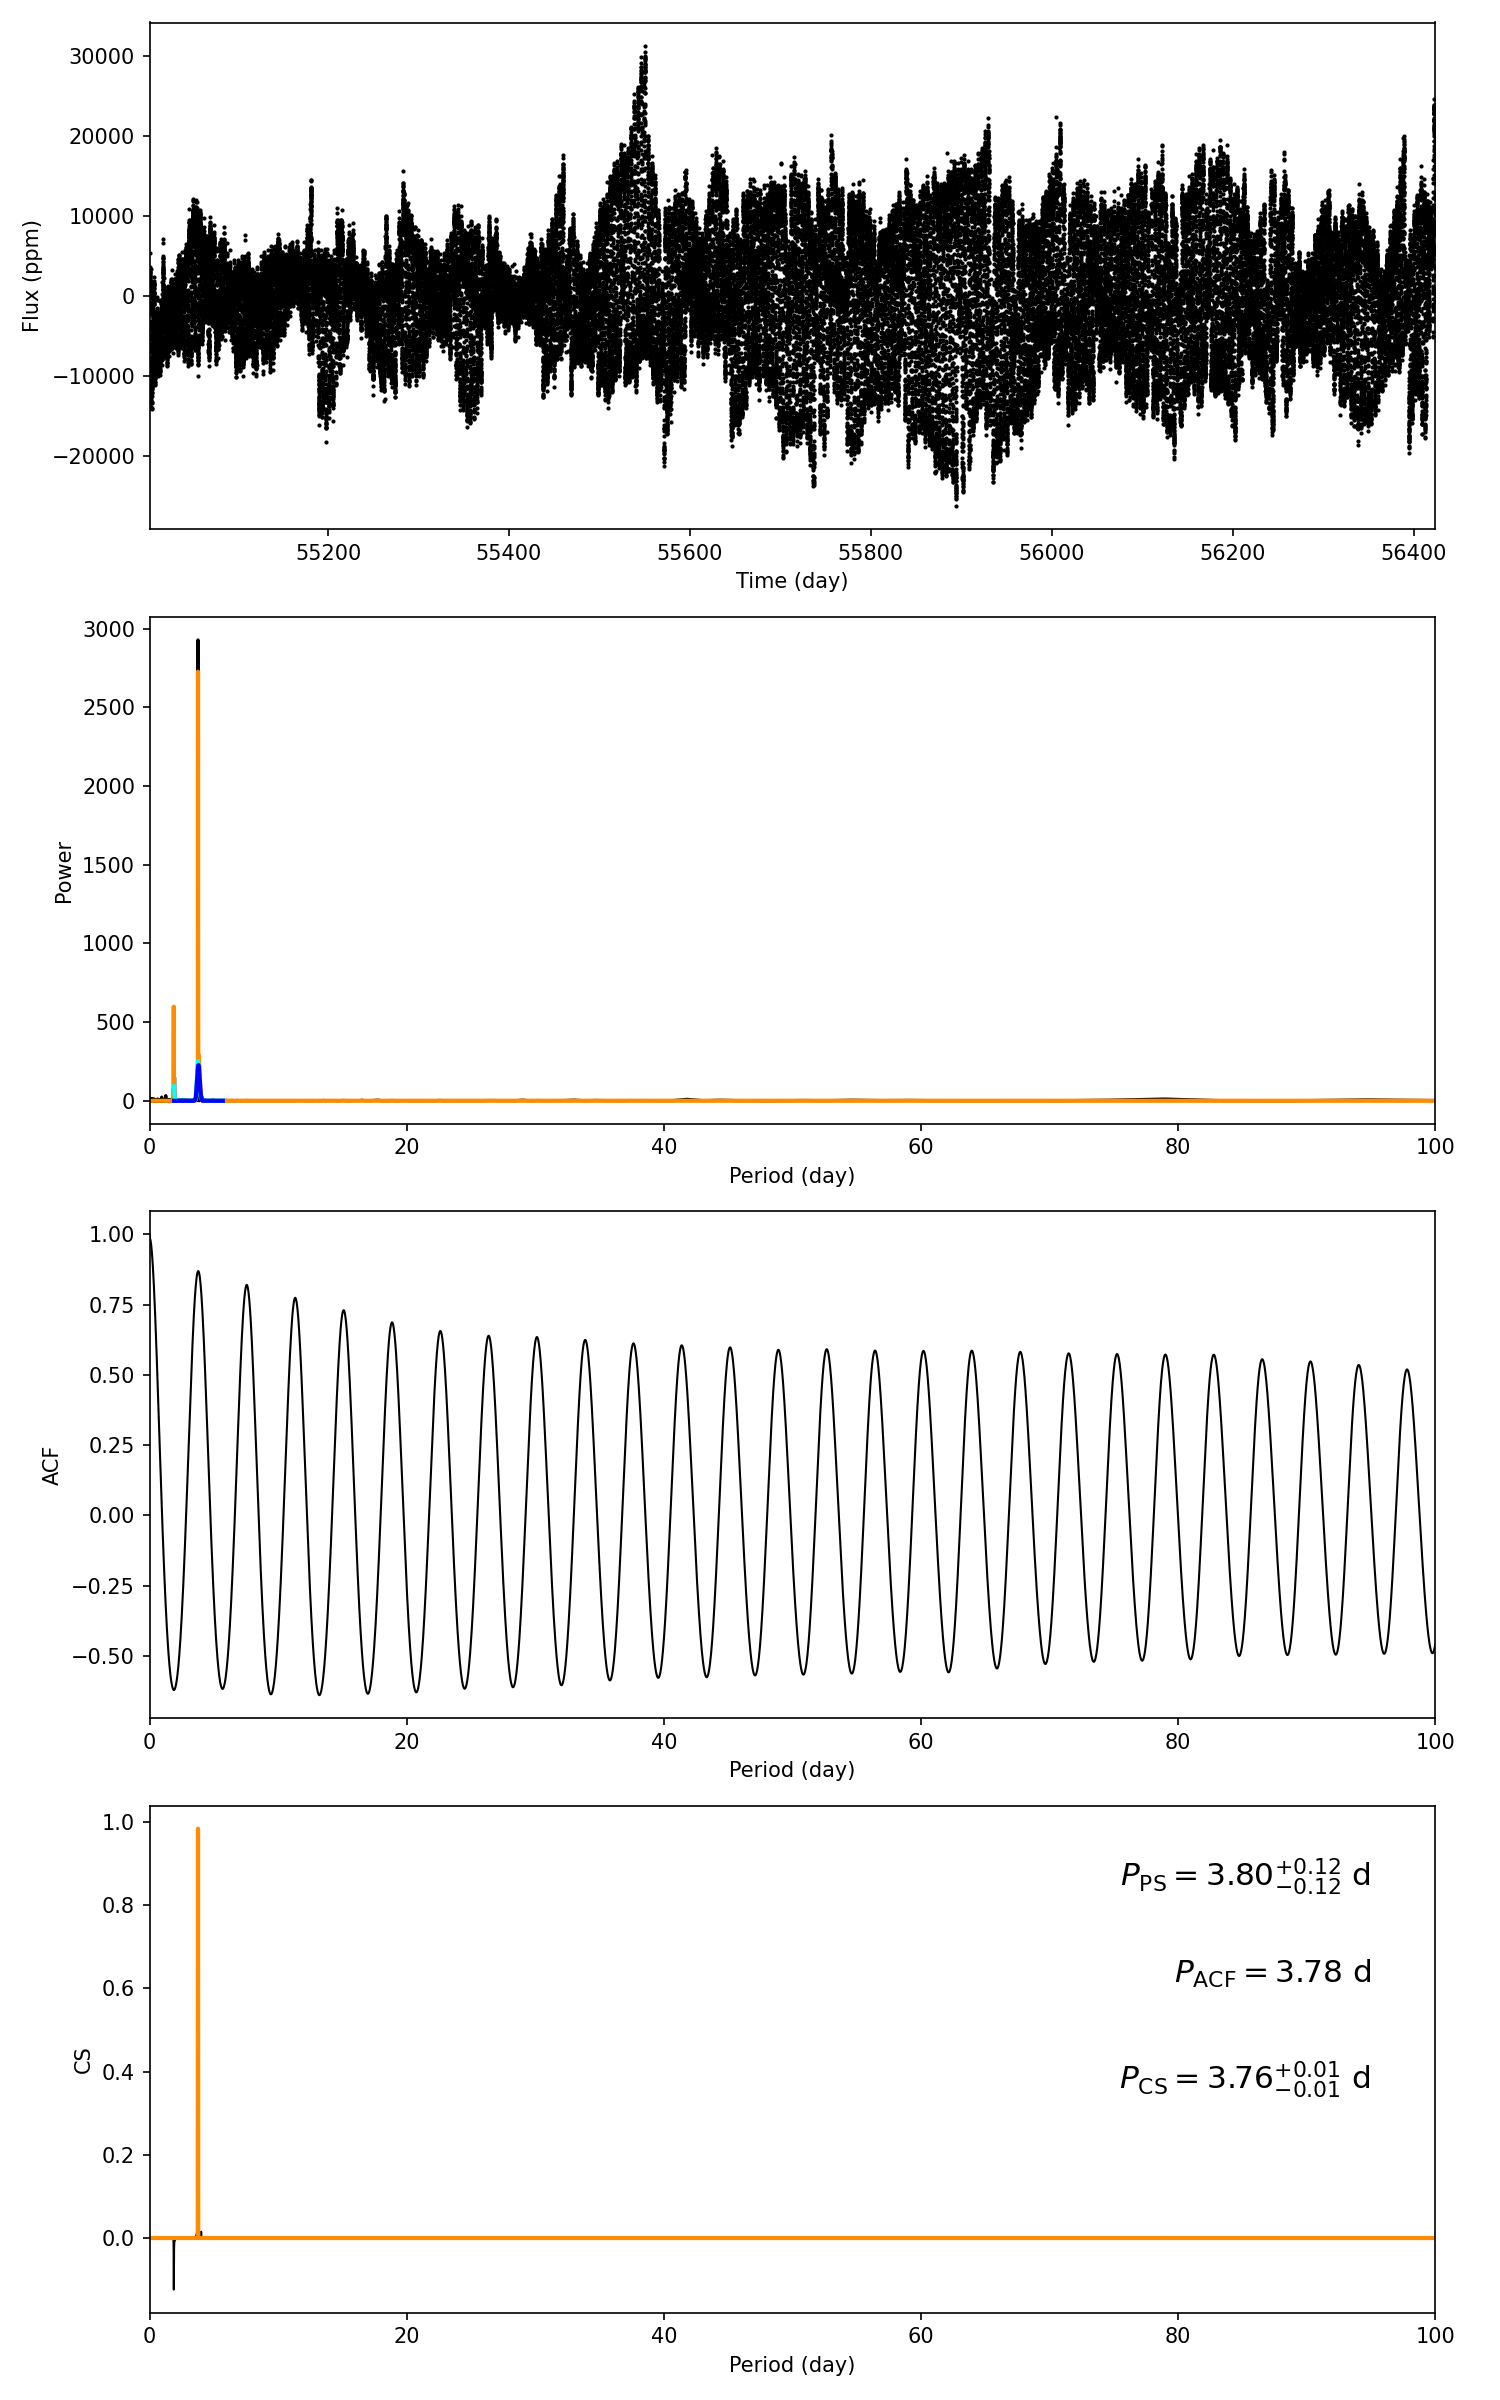 30000
20000
10000
0
−10000
−20000
Flux (ppm)
55200 55400 55600 55800 56000 56200 56400
Time (day)
3000
2500
2000
1500
1000
500
0
Power
0 20 40 60 80 100
Period (day)
1.00
0.75
0.50
0.25
0.00
−0.25
−0.50
ACF
0 20 40 60 80 100
Period (day)
1.0
0.8
0.6
0.4
0.2
0.0
CS
P_PS = 3.80 +0.12 −0.12 d
P_ACF = 3.78 d
P_CS = 3.76 +0.01 −0.01 d
0 20 40 60 80 100
Period (day)